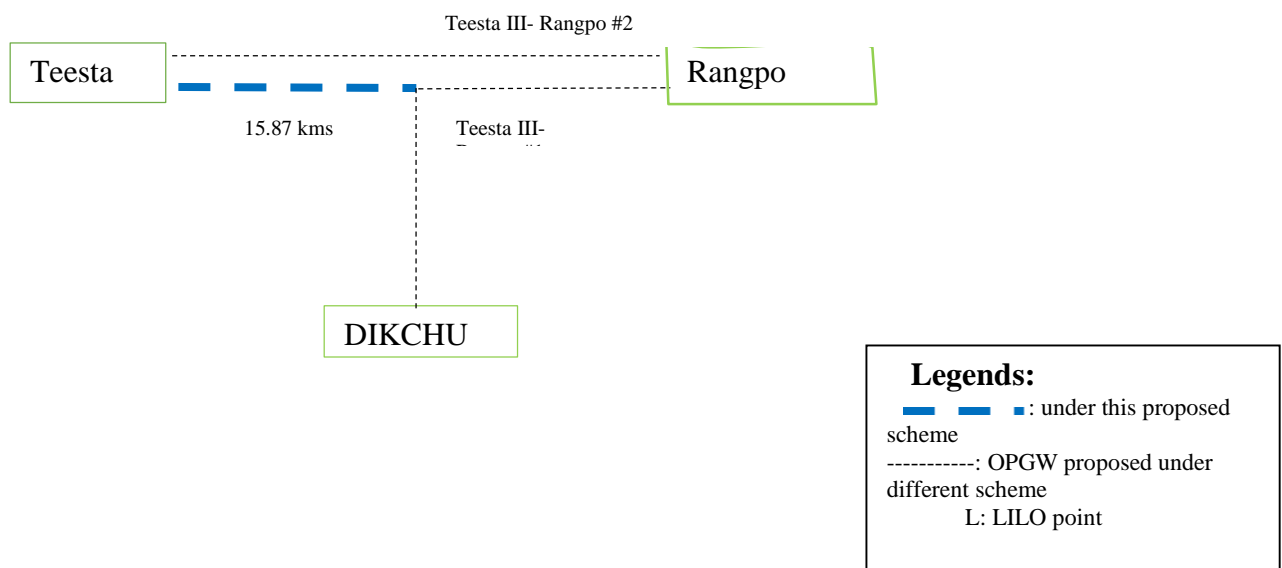 Teesta III- Rangpo #2
Teesta
Rangpo
15.87 kms
Teesta III-
DIKCHU
Legends:
: under this proposed
scheme
-----------: OPGW proposed under
different scheme
L: LILO point